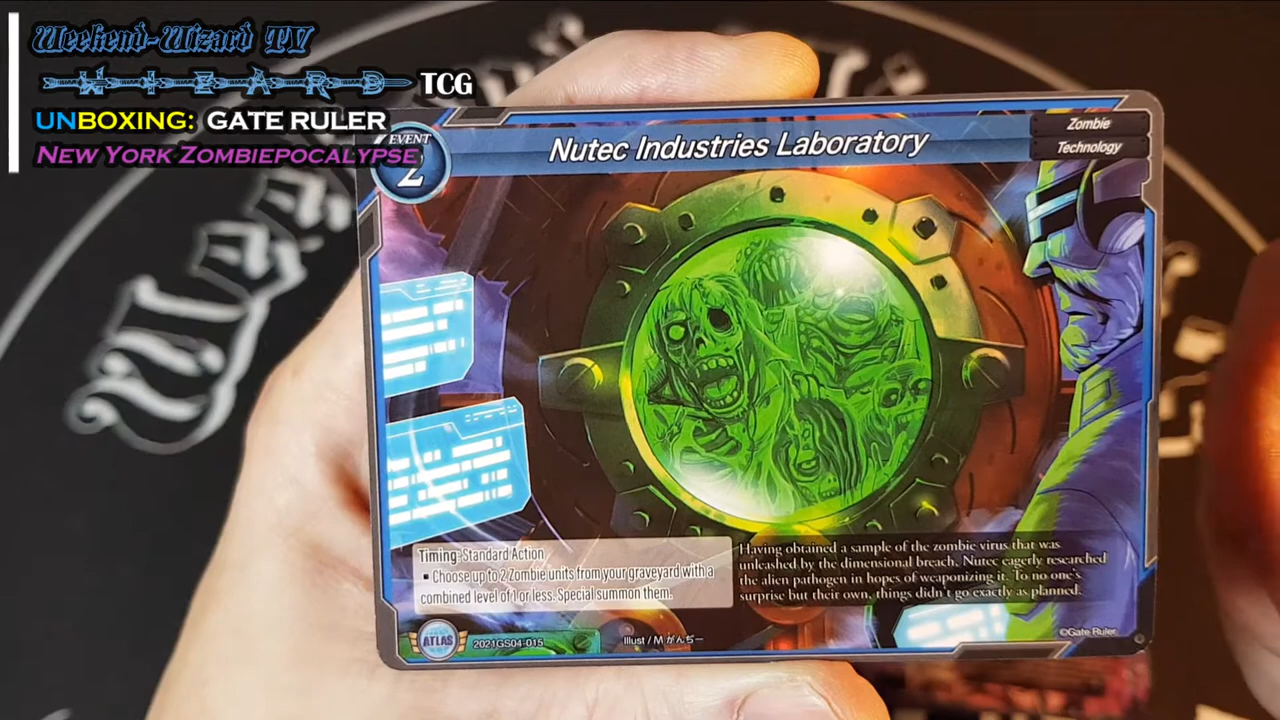 Weekend-Wizard TV
WIZARD TCG
UNBOXING: GATE RULER
NEW YORK ZOMBIEPOCALYPSE
EVENT
2
Nutec Industries Laboratory
Zombie
Technology
Timing: Standard Action
▪ Choose up to 2 Zombie units from your graveyard with a
combined level of 1 or less. Special summon them.
Having obtained a sample of the zombie virus that was
unleashed by the dimensional breach, Nutec eagerly researched
the alien pathogen in hopes of weaponizing it. To no one's
surprise but their own, things didn't go exactly as planned.
ATLAS
2021GS04-015
Illust / M がんぢー
©Gate Ruler